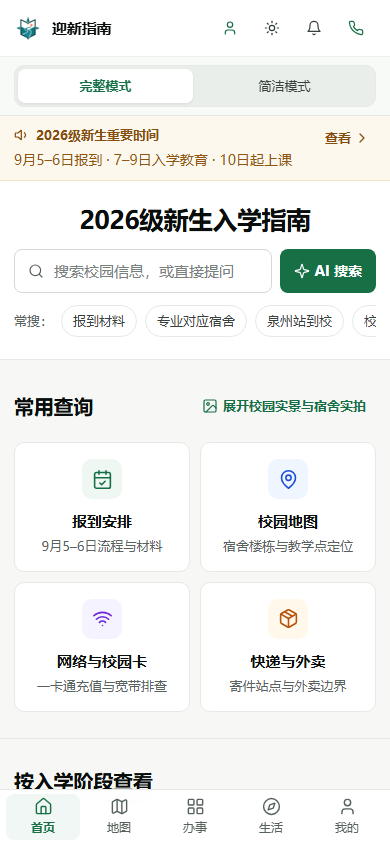 迎新指南
完整模式
简洁模式
2026级新生重要时间
查看
9月5–6日报到 · 7–9日入学教育 · 10日起上课
2026级新生入学指南
搜索校园信息，或直接提问
AI 搜索
常搜：
报到材料
专业对应宿舍
泉州站到校
校
常用查询
展开校园实景与宿舍实拍
报到安排
9月5–6日流程与材料
校园地图
宿舍楼栋与教学点定位
网络与校园卡
一卡通充值与宽带排查
快递与外卖
寄件站点与外卖边界
按入学阶段查看
首页
地图
办事
生活
我的